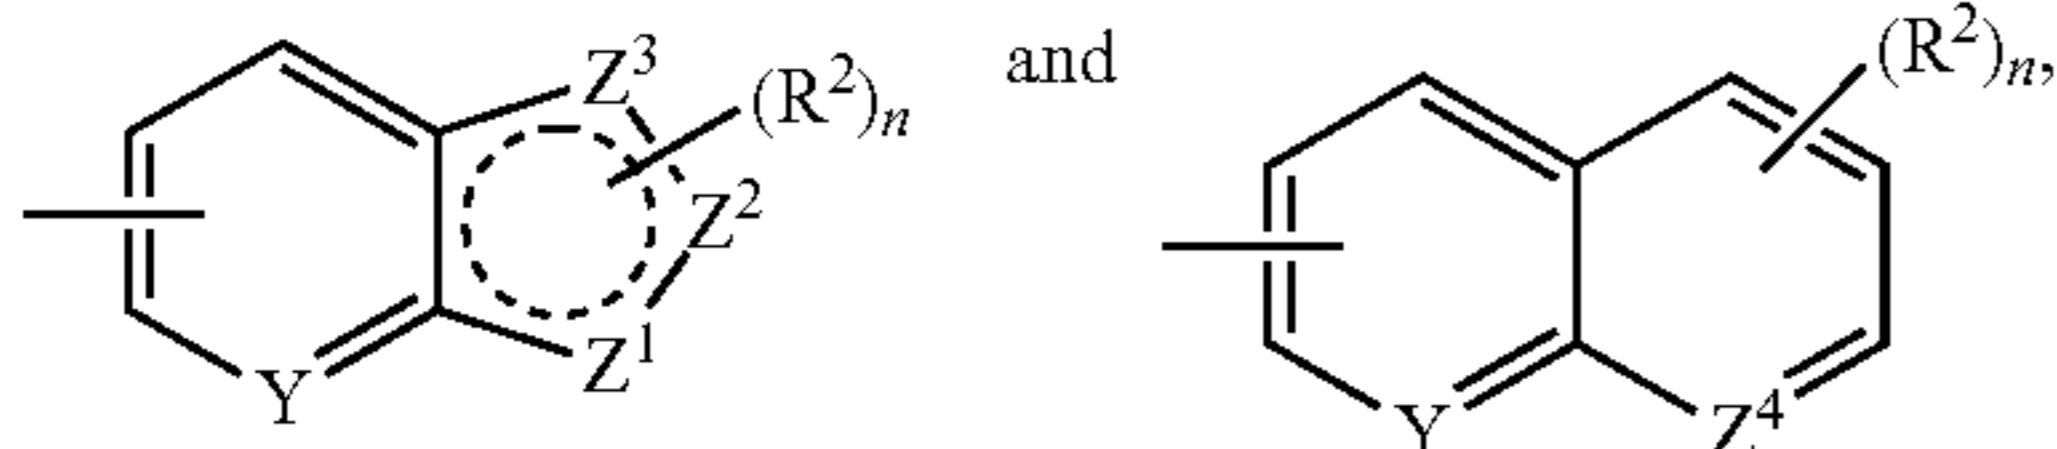 Z³ (R²)ₙ and (R²)ₙ,
Z²
Z¹
Y Y Z⁴